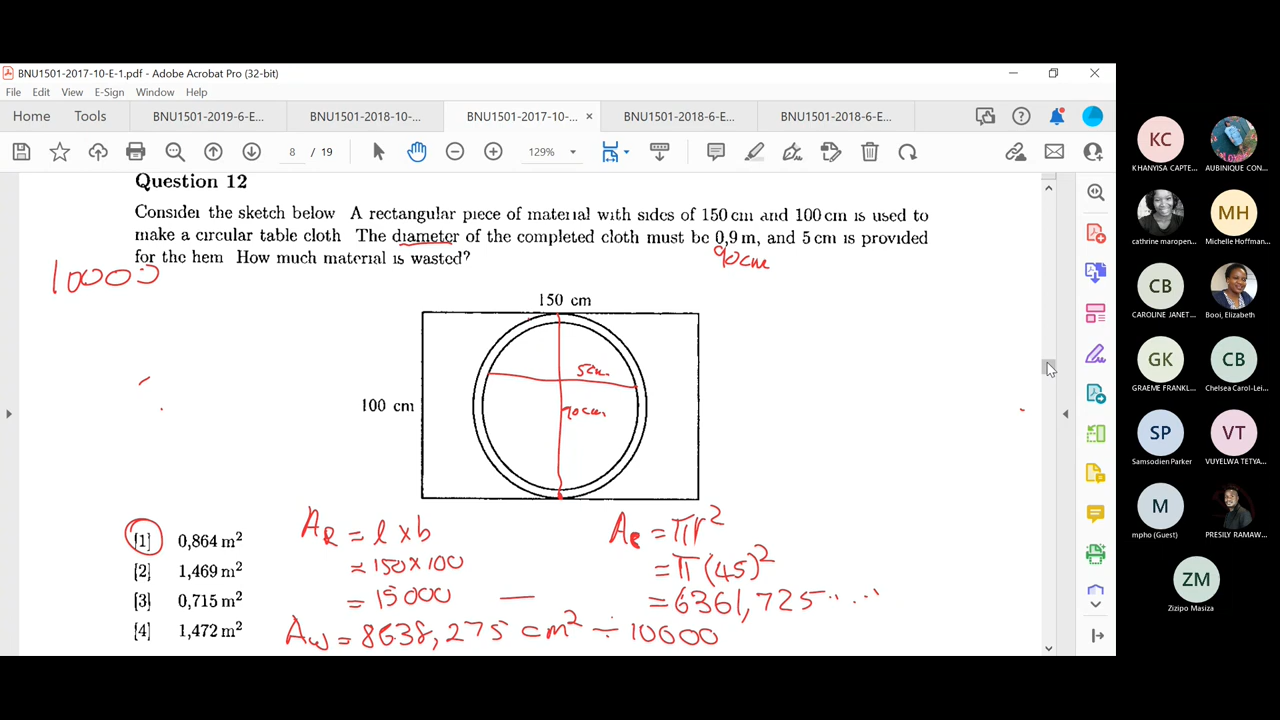 BNU1501-2017-10-E-1.pdf - Adobe Acrobat Pro (32-bit)
File Edit View E-Sign Window Help
Home Tools BNU1501-2019-6-E... BNU1501-2018-10-... BNU1501-2017-10-... × BNU1501-2018-6-E... BNU1501-2018-6-E...
8 / 19 129%
Question 12
Consider the sketch below A rectangular piece of material with sides of 150 cm and 100 cm is used to
make a circular table cloth The diameter of the completed cloth must be 0,9 m, and 5 cm is provided
for the hem How much material is wasted?
90cm
10000
150 cm
5cm
100 cm
90cm
[1] 0,864 m²
[2] 1,469 m²
[3] 0,715 m²
[4] 1,472 m²
A_R = l × b
= 150×100
= 15000 —
A_c = πr²
= π(45)²
= 6361,725.....
A_w = 8638,275 cm² ÷ 10000
KC
KHANYISA CAPTE...
AUBINIQUE CON...
cathrine maropen...
MH
Michelle Hoffman...
CB
CAROLINE JANET...
Booi, Elizabeth
GK
GRAEME FRANKL...
CB
Chelsea Carol-Lei...
SP
Samsodien Parker
VT
VUYELWA TETYA...
M
mpho (Guest)
PRESILY RAMAW...
ZM
Zizipo Masiza